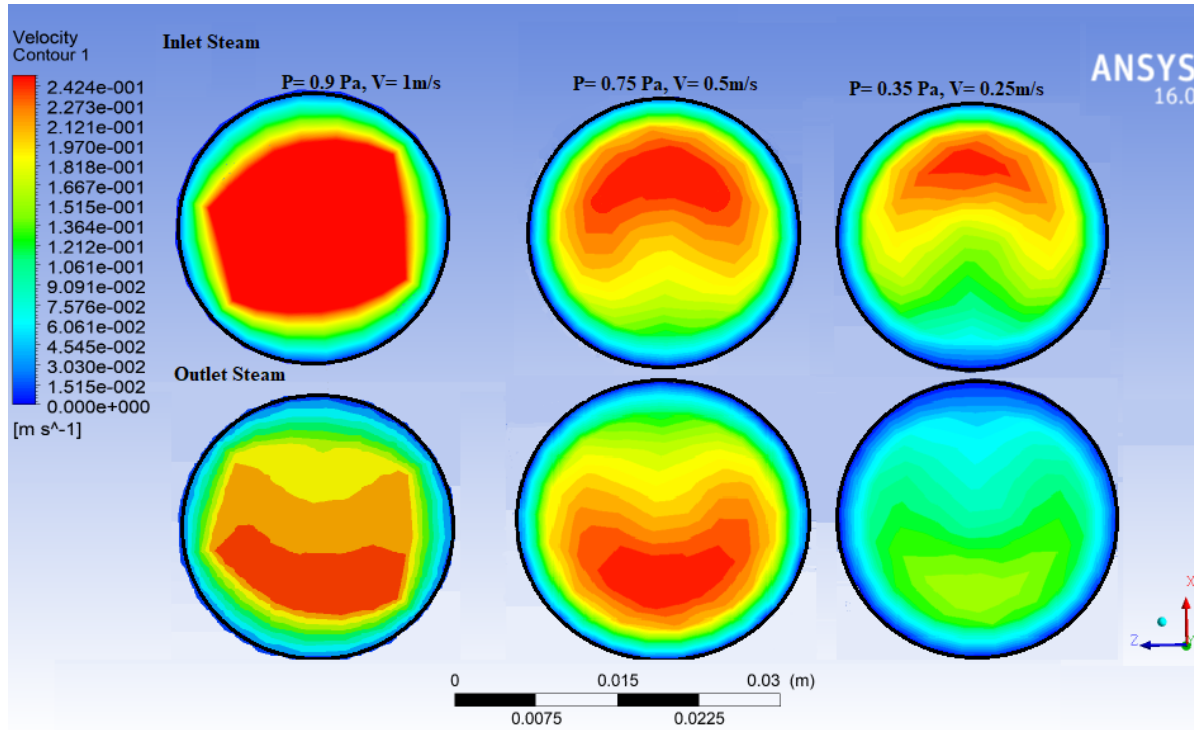 Velocity
Contour 1
Inlet Steam
P= 0.9 Pa, V= 1m/s
P= 0.75 Pa, V= 0.5m/s
P= 0.35 Pa, V= 0.25m/s
ANSYS
16.0
2.424e-001
2.273e-001
2.121e-001
1.970e-001
1.818e-001
1.667e-001
1.515e-001
1.364e-001
1.212e-001
1.061e-001
9.091e-002
7.576e-002
6.061e-002
4.545e-002
3.030e-002
1.515e-002
0.000e+000
[m s^-1]
Outlet Steam
X
Z
0 0.015 0.03 (m)
0.0075 0.0225